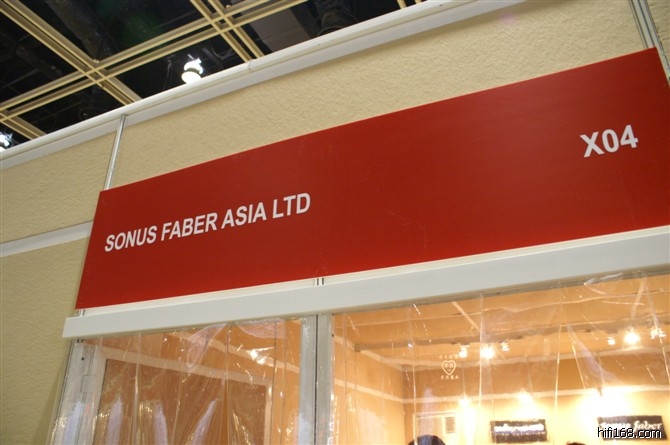 SONUS FABER ASIA LTD
X04
hifi168.com